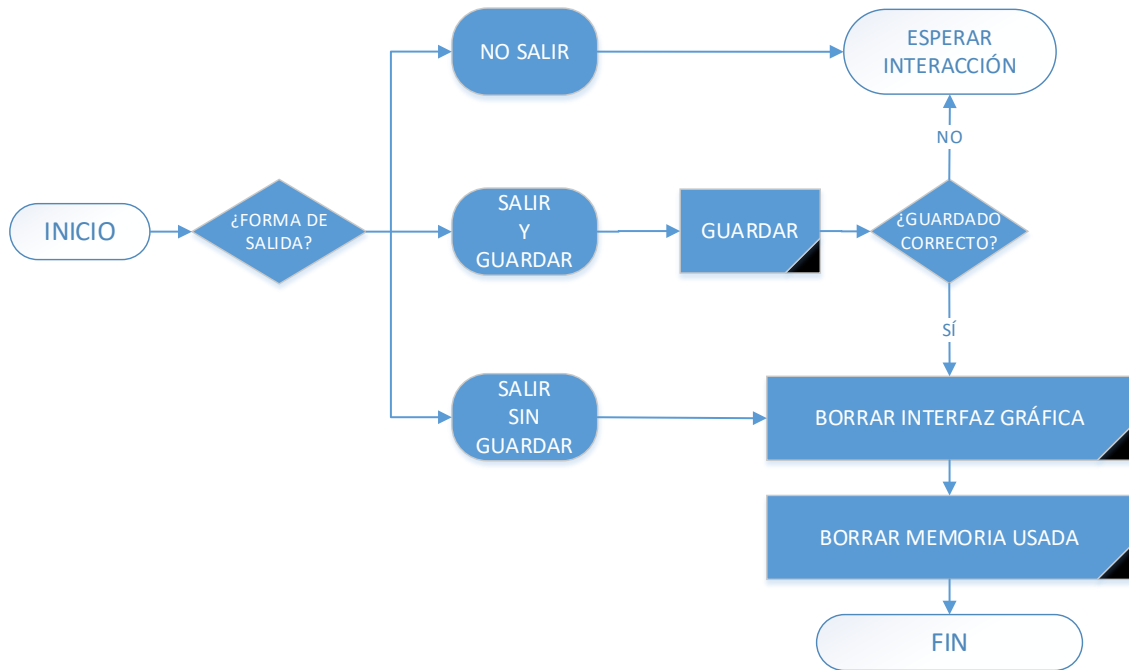 NO SALIR
ESPERAR
INTERACCIÓN
NO
INICIO
¿FORMA DE
SALIDA?
SALIR
Y
GUARDAR
GUARDAR
¿GUARDADO
CORRECTO?
SÍ
SALIR
SIN
GUARDAR
BORRAR INTERFAZ GRÁFICA
BORRAR MEMORIA USADA
FIN